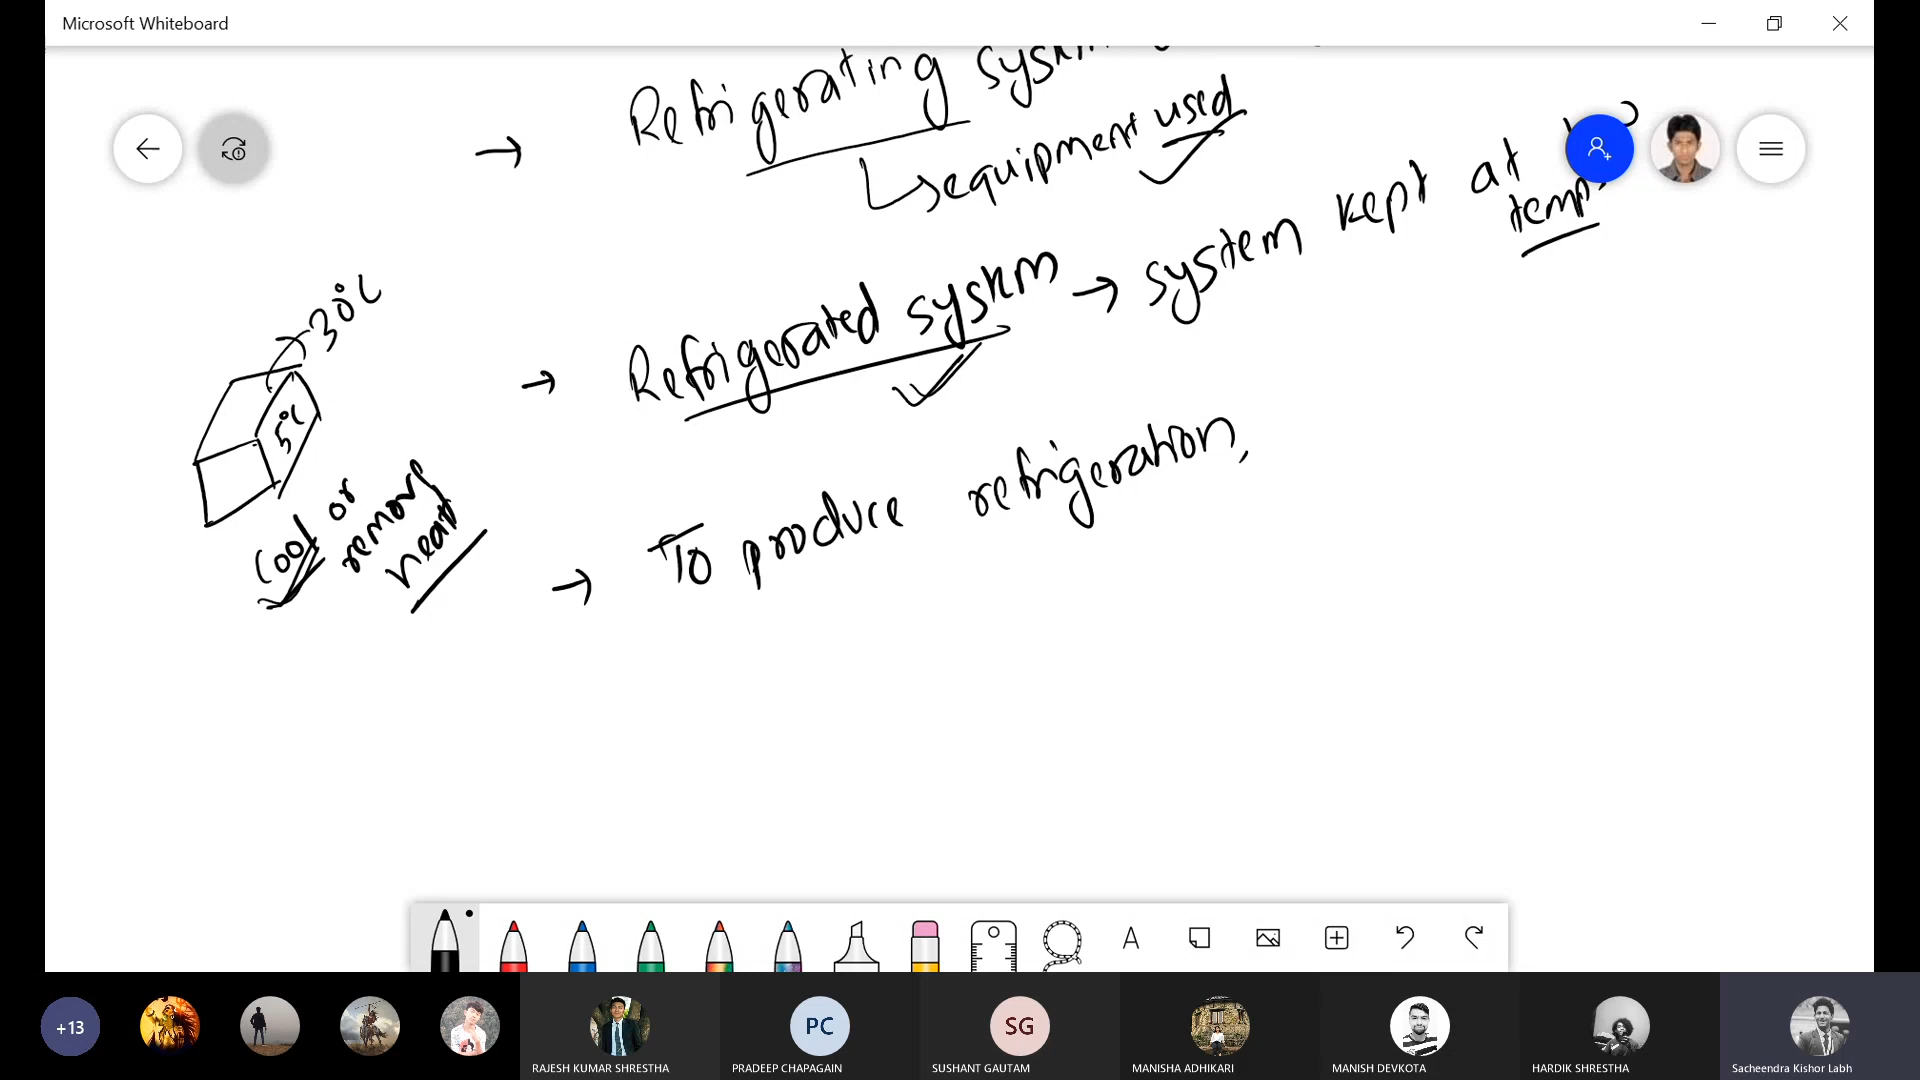 Microsoft Whiteboard
→ Refrigerating system
↳ equipment used
→ Refrigerated system → system kept at
temp.
30°C
5°C
cool or
remove
heat
→ To produce refrigeration,
A
+13
PC
SG
RAJESH KUMAR SHRESTHA
PRADEEP CHAPAGAIN
SUSHANT GAUTAM
MANISHA ADHIKARI
MANISH DEVKOTA
HARDIK SHRESTHA
Sacheendra Kishor Labh